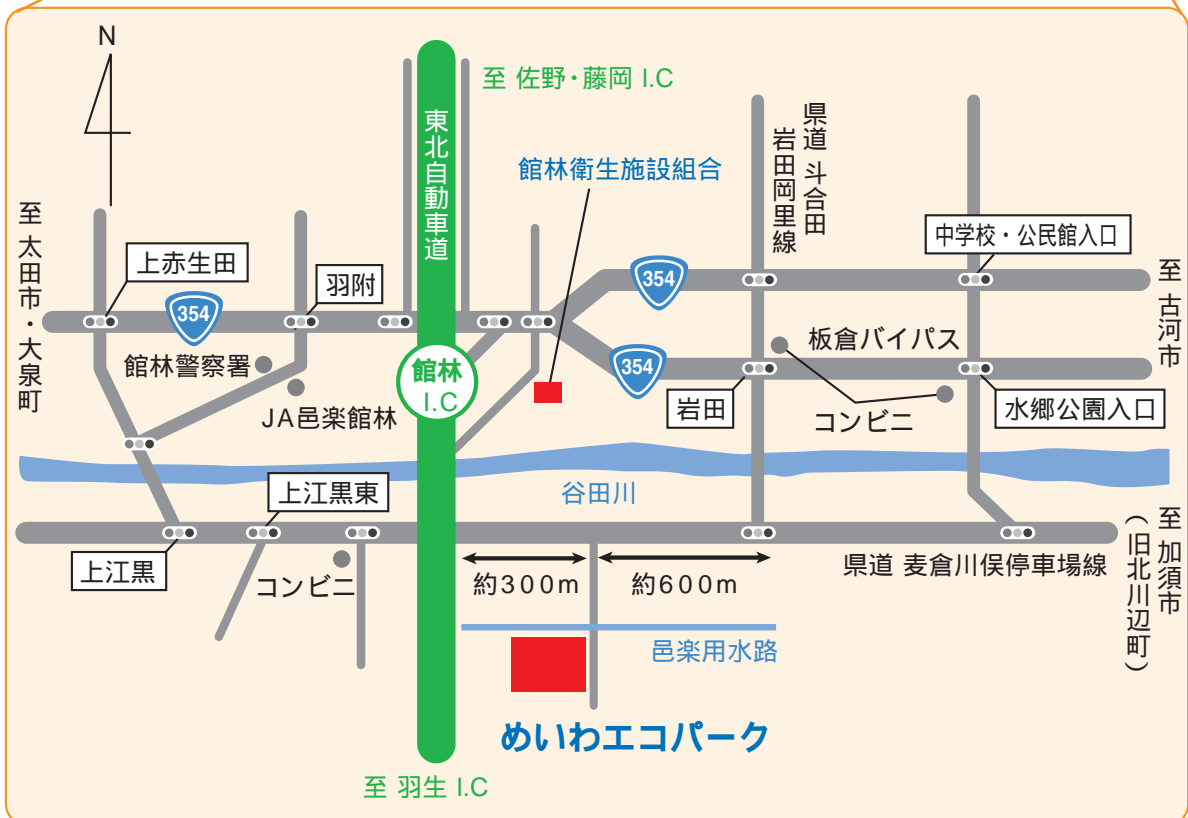 N
至 佐野・藤岡 I.C
東北自動車道
館林衛生施設組合
県道 斗合田
岩田岡里線
中学校・公民館入口
至 太田市・大泉町
上赤生田
羽附
354
354
354
至 古河市
館林警察署
JA邑楽館林
館林
I.C
板倉バイパス
岩田
コンビニ
水郷公園入口
谷田川
上江黒東
上江黒
コンビニ
約300m
約600m
県道 麦倉川俣停車場線
至 加須市
(旧北川辺町)
邑楽用水路
めいわエコパーク
至 羽生 I.C